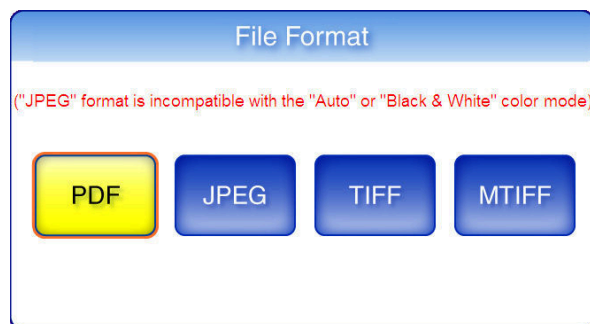 File Format
("JPEG" format is incompatible with the "Auto" or "Black & White" color mode)
PDF JPEG TIFF MTIFF